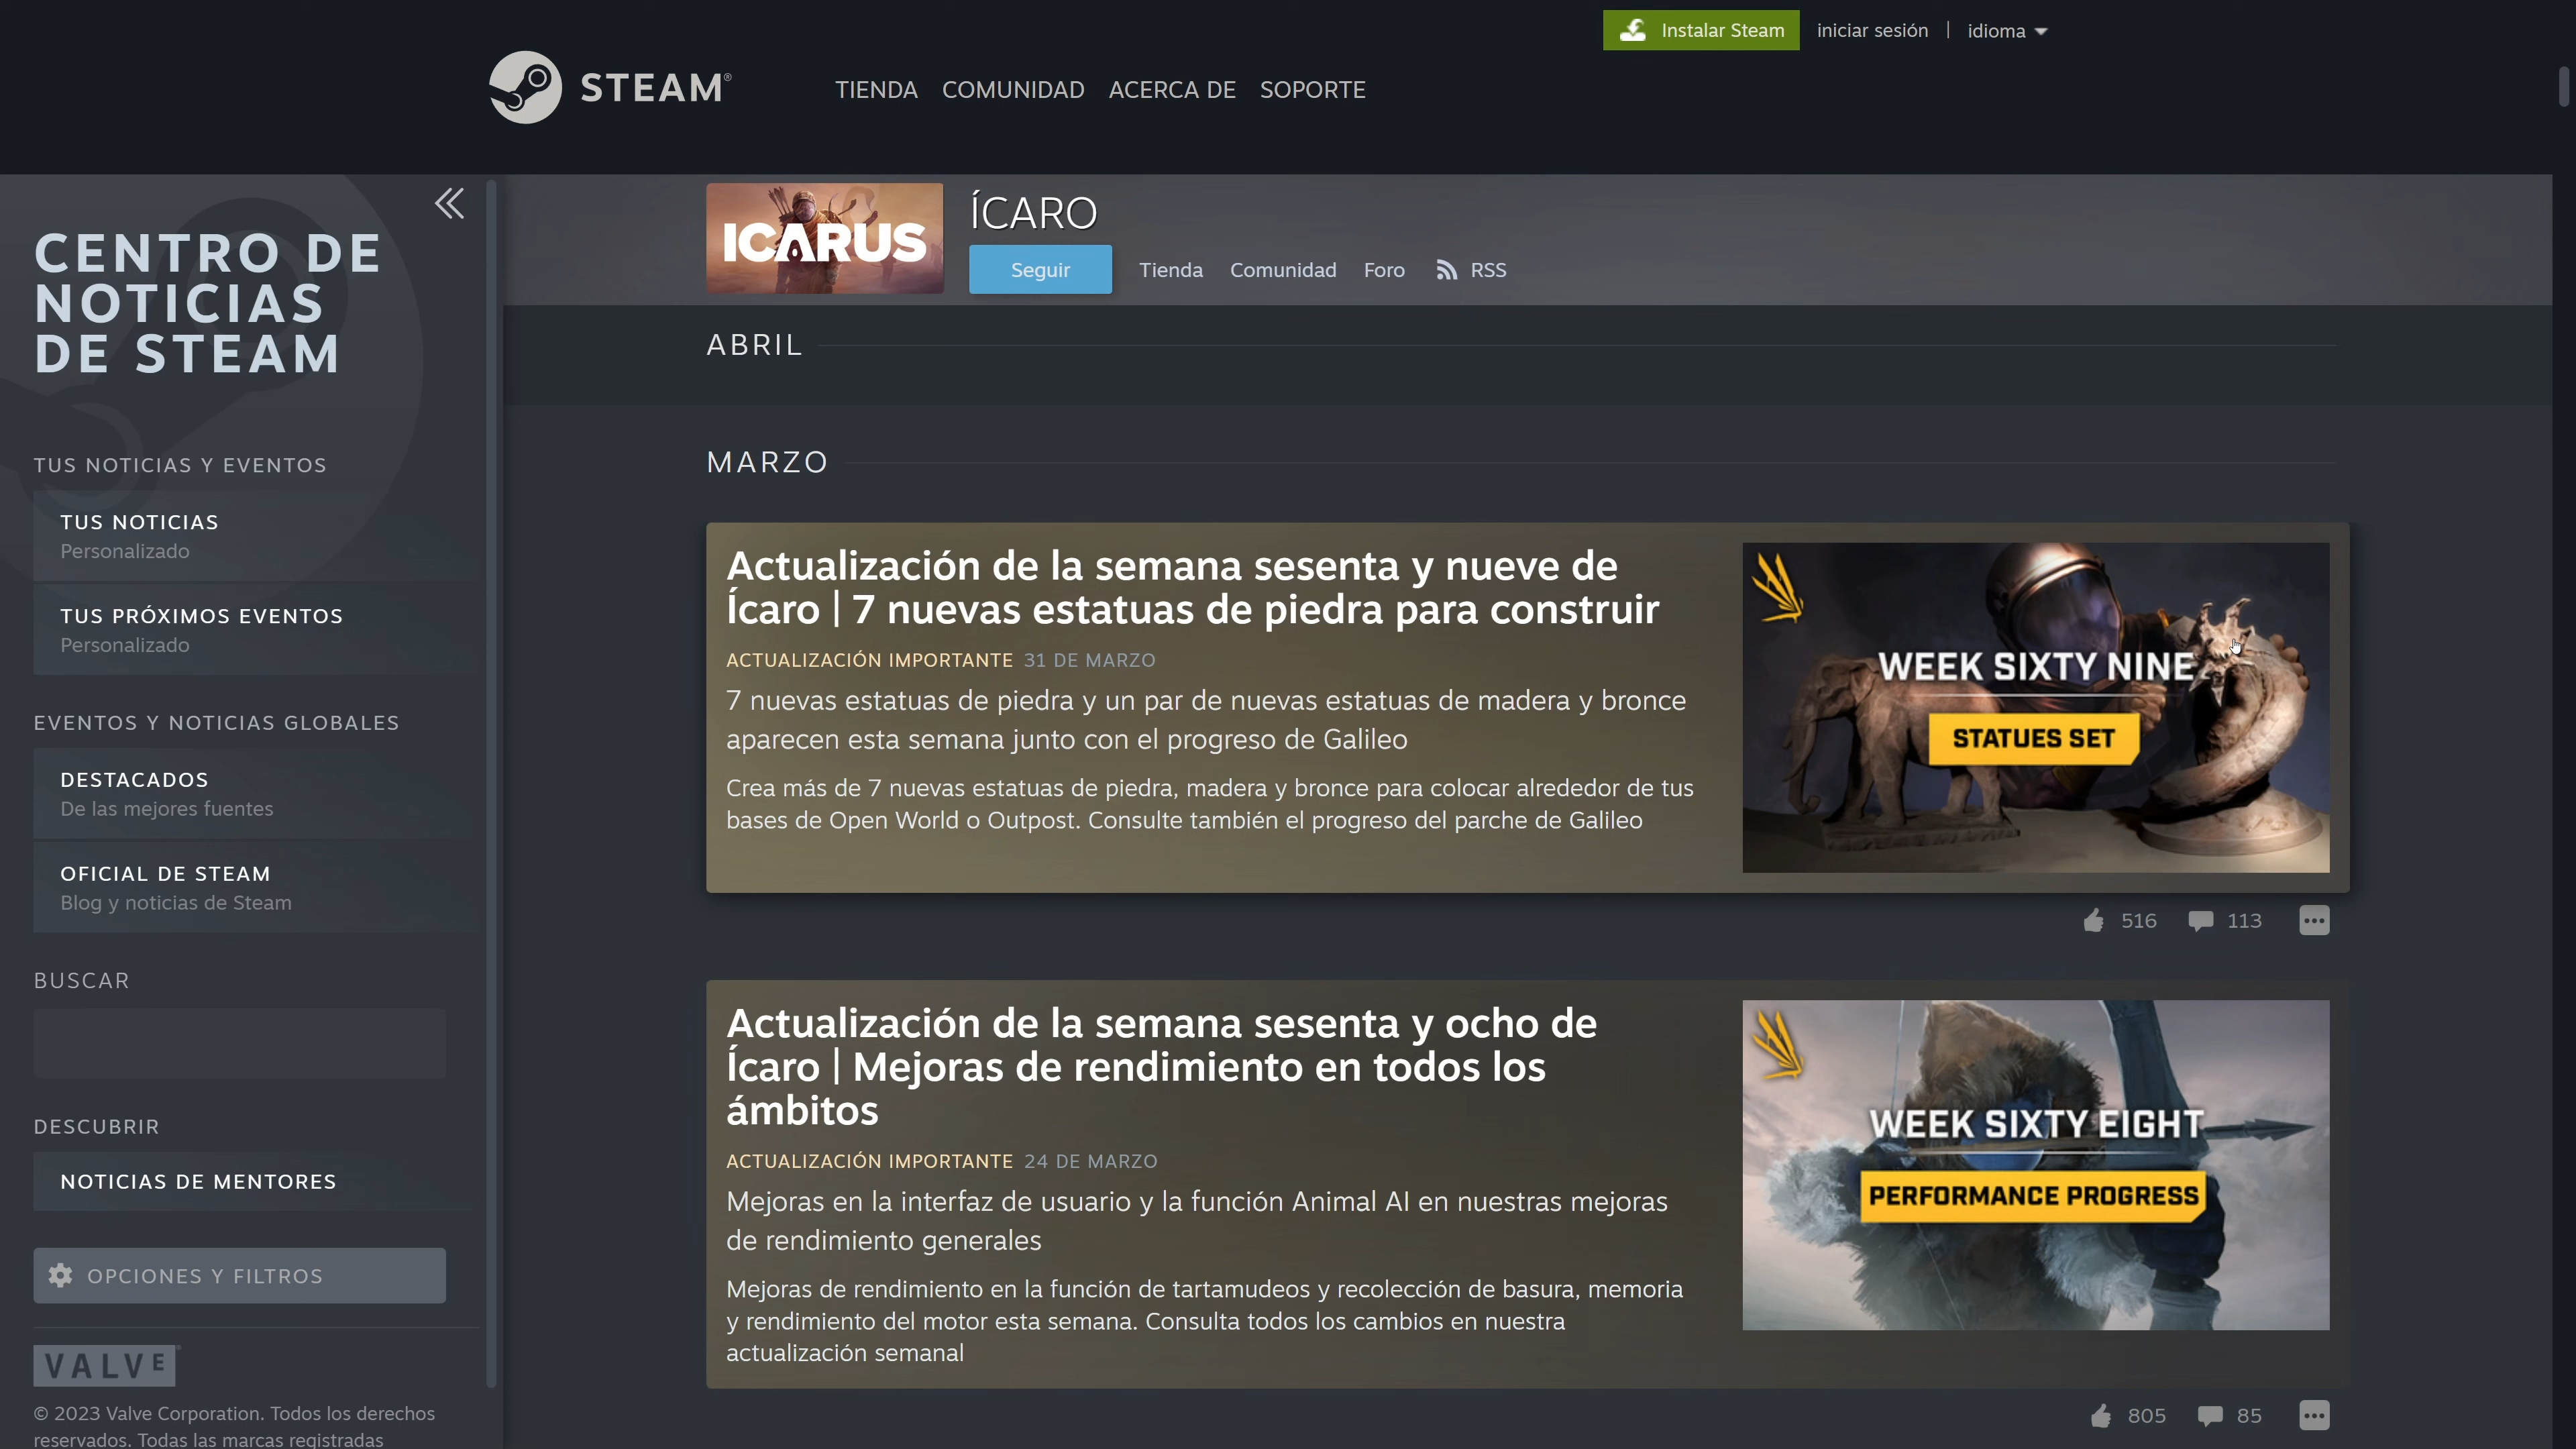 Instalar Steam
iniciar sesión | idioma
STEAM®
TIENDA COMUNIDAD ACERCA DE SOPORTE
CENTRO DE
NOTICIAS
DE STEAM
TUS NOTICIAS Y EVENTOS
TUS NOTICIAS
Personalizado
TUS PRÓXIMOS EVENTOS
Personalizado
EVENTOS Y NOTICIAS GLOBALES
DESTACADOS
De las mejores fuentes
OFICIAL DE STEAM
Blog y noticias de Steam
BUSCAR
DESCUBRIR
NOTICIAS DE MENTORES
OPCIONES Y FILTROS
VALVE
© 2023 Valve Corporation. Todos los derechos
reservados. Todas las marcas registradas
ICARUS
ÍCARO
Seguir
Tienda Comunidad Foro RSS
ABRIL
MARZO
Actualización de la semana sesenta y nueve de
Ícaro | 7 nuevas estatuas de piedra para construir
ACTUALIZACIÓN IMPORTANTE 31 DE MARZO
7 nuevas estatuas de piedra y un par de nuevas estatuas de madera y bronce
aparecen esta semana junto con el progreso de Galileo
Crea más de 7 nuevas estatuas de piedra, madera y bronce para colocar alrededor de tus
bases de Open World o Outpost. Consulte también el progreso del parche de Galileo
WEEK SIXTY NINE
STATUES SET
516 113
Actualización de la semana sesenta y ocho de
Ícaro | Mejoras de rendimiento en todos los
ámbitos
ACTUALIZACIÓN IMPORTANTE 24 DE MARZO
Mejoras en la interfaz de usuario y la función Animal AI en nuestras mejoras
de rendimiento generales
Mejoras de rendimiento en la función de tartamudeos y recolección de basura, memoria
y rendimiento del motor esta semana. Consulta todos los cambios en nuestra
actualización semanal
WEEK SIXTY EIGHT
PERFORMANCE PROGRESS
805 85